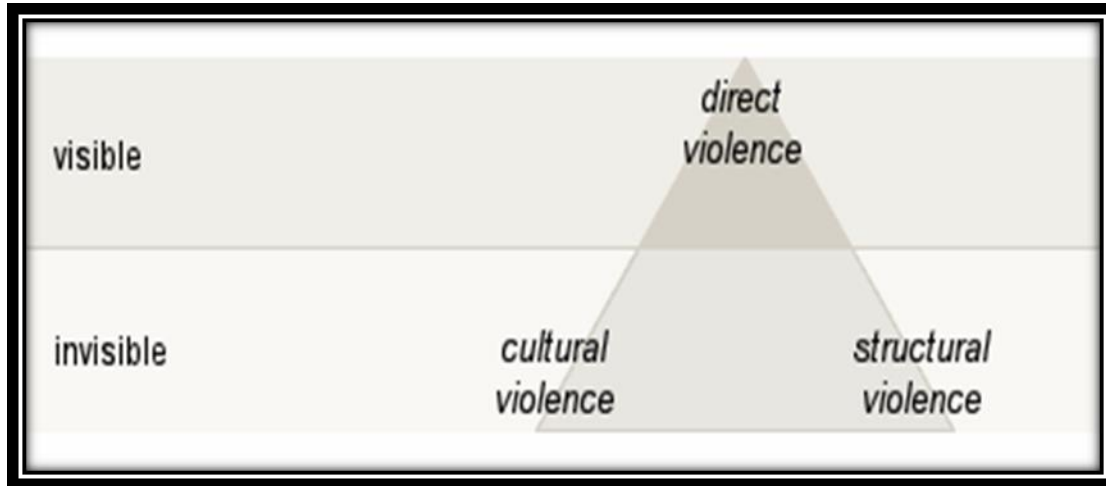 direct
violence
visible
invisible
cultural
violence
structural
violence